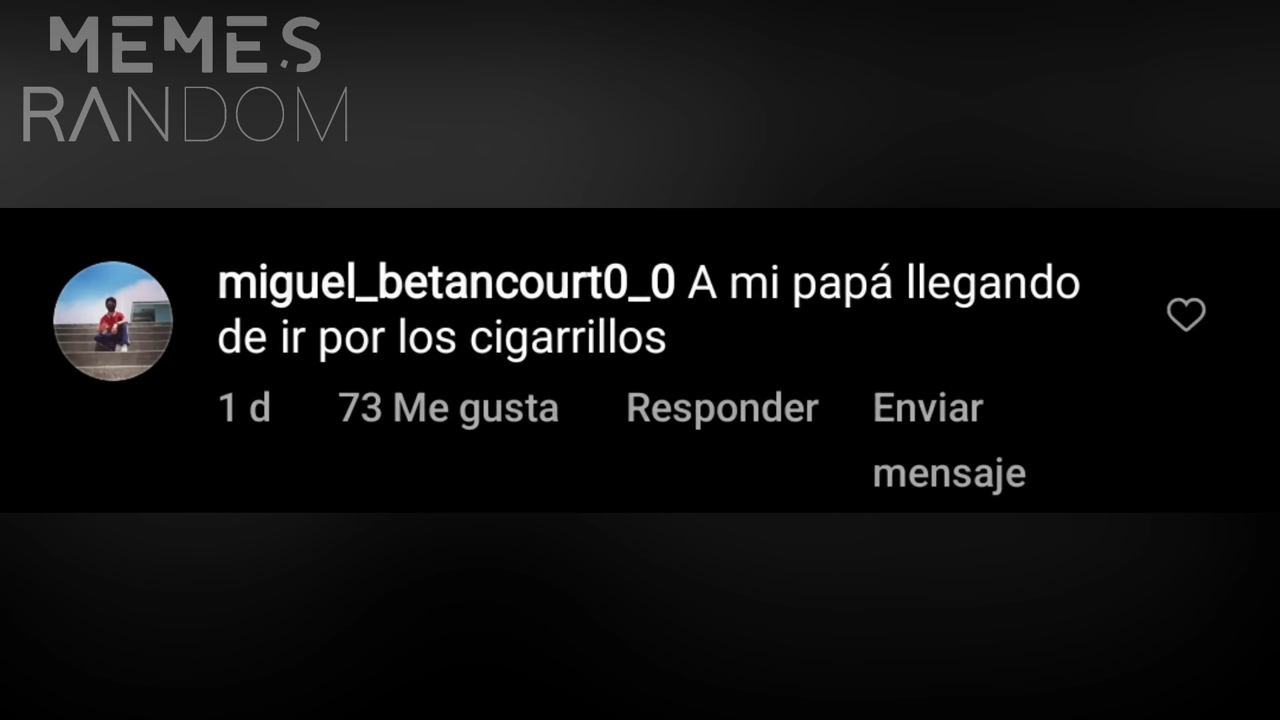 MEMES
RANDOM
miguel_betancourt0_0 A mi papá llegando
de ir por los cigarrillos
1 d 73 Me gusta Responder Enviar
mensaje